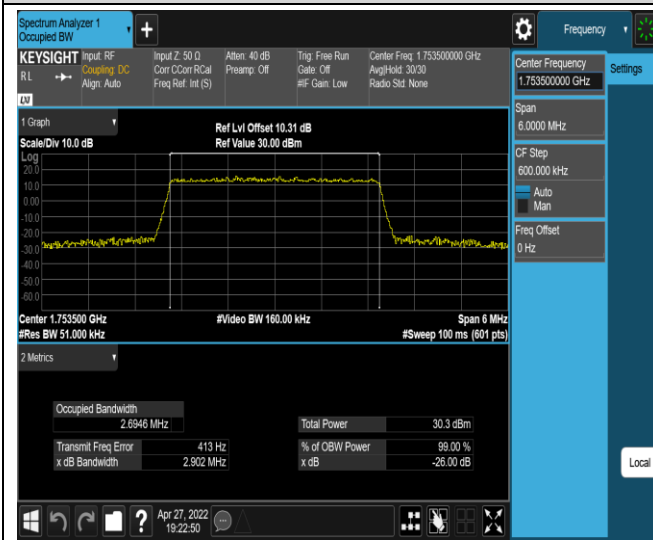 Spectrum Analyzer 1
Occupied BW
+
Frequency
KEYSIGHT
RL
LXI
Input: RF
Coupling: DC
Align: Auto
Input Z: 50 Ω
Corr CCorr RCal
Freq Ref: Int (S)
Atten: 40 dB
Preamp: Off
Trig: Free Run
Gate: Off
#IF Gain: Low
Center Freq: 1.753500000 GHz
Avg|Hold: 30/30
Radio Std: None
Center Frequency
1.753500000 GHz
Settings
Span
6.0000 MHz
CF Step
600.000 kHz
Auto
Man
Freq Offset
0 Hz
1 Graph
Scale/Div 10.0 dB
Ref Lvl Offset 10.31 dB
Ref Value 30.00 dBm
Log
20.0
10.0
0.00
-10.0
-20.0
-30.0
-40.0
-50.0
-60.0
Center 1.753500 GHz
#Video BW 160.00 kHz
Span 6 MHz
#Res BW 51.000 kHz
#Sweep 100 ms (601 pts)
2 Metrics
Occupied Bandwidth
2.6946 MHz
Total Power 30.3 dBm
Transmit Freq Error 413 Hz
% of OBW Power 99.00 %
x dB Bandwidth 2.902 MHz
x dB -26.00 dB
Local
?
Apr 27, 2022
19:22:50